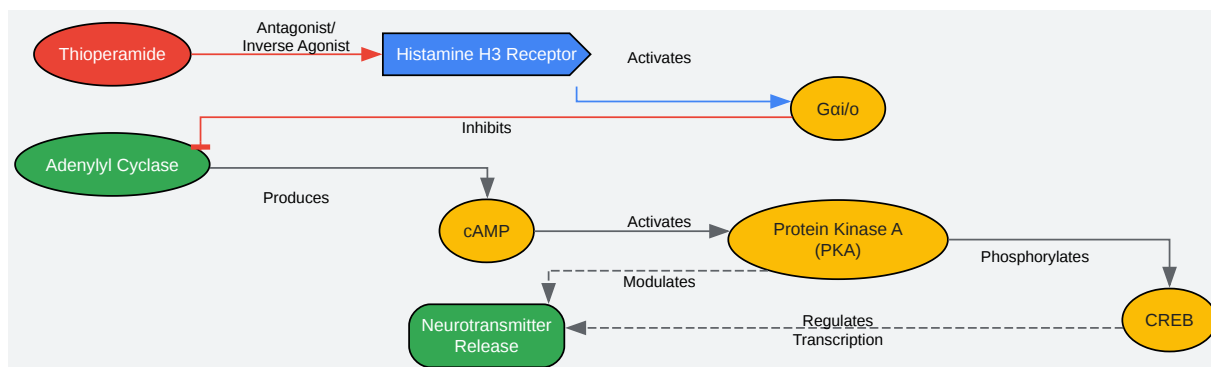 Antagonist/
Inverse Agonist
Thioperamide
Histamine H3 Receptor
Activates
Gαi/o
Inhibits
Adenylyl Cyclase
Produces
cAMP
Activates
Protein Kinase A
(PKA)
Phosphorylates
Modulates
Neurotransmitter
Release
Regulates
Transcription
CREB